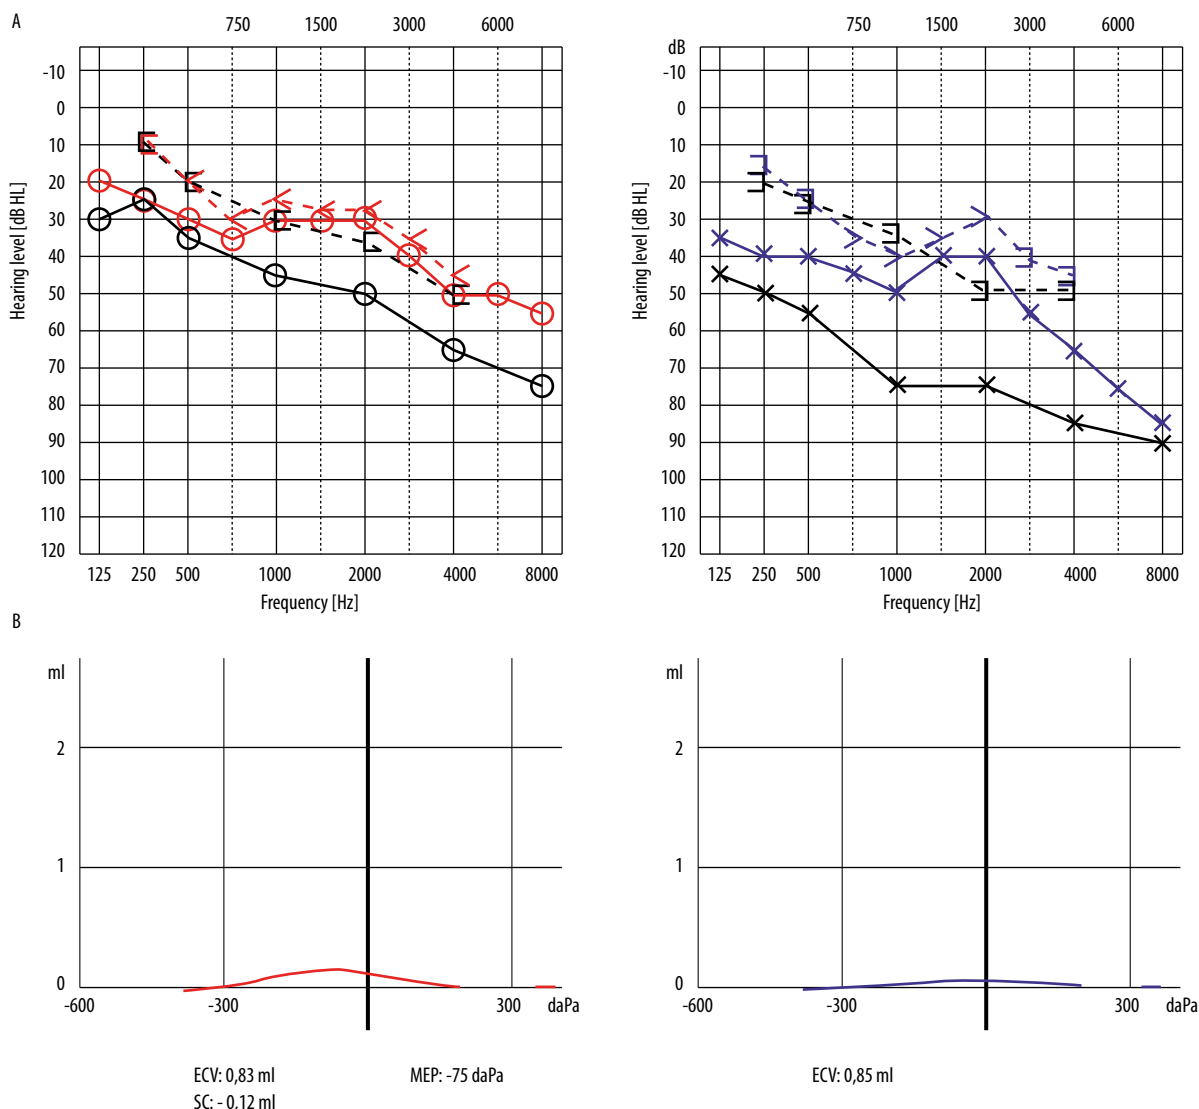 A
750 1500 3000 6000
-10
0
10
20
30
40
50
60
70
80
90
100
110
120
Hearing level [dB HL]
125 250 500 1000 2000 4000 8000
Frequency [Hz]
750 1500 3000 6000
dB
-10
0
10
20
30
40
50
60
70
80
90
100
110
120
Hearing level [dB HL]
125 250 500 1000 2000 4000 8000
Frequency [Hz]
B
ml
2
1
0
-600 -300 300 daPa
ECV: 0,83 ml MEP: -75 daPa
SC: - 0,12 ml
ml
2
1
0
-600 -300 300 daPa
ECV: 0,85 ml